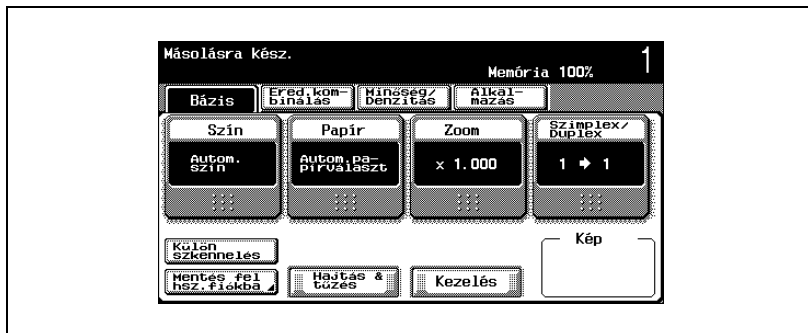 Másolásra kész.
1
Memória 100%
Bázis
Ered.kom-
binálás
Minőség/
Denzitás
Alkal-
mazás
Szín
Papír
Zoom
Szimplex/
Duplex
Autom.
szín
Autom.pa-
pírválaszt
x 1.000
1 → 1
Külön
szkennelés
Kép
Mentés fel
hsz.fiókba
Hajtás &
tűzés
Kezelés